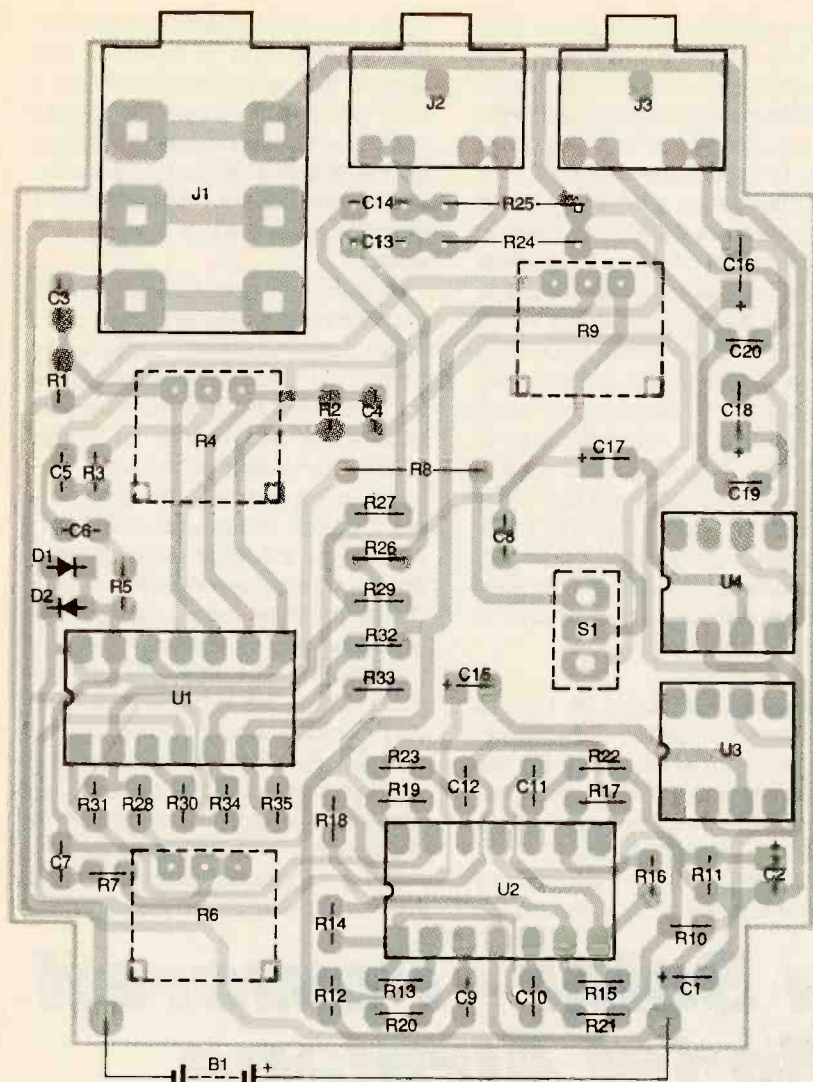 J2
J3
J1
C14
R25
C13
R24
C16
+
C3
R9
C20
R1
R2
C4
C18
R4
+
C17
+
C5
R3
R8
C19
R27
C6
C8
R26
D1
R5
U4
R29
D2
S1
R32
U1
R33
+
C15
U3
R23
R22
R31
R28
R30
R34
R35
R19
C12
C11
R17
R18
+
C7
R7
R16
R11
C2
U2
R6
R14
R10
+
R12
R13
C9
C10
R15
C1
R20
R21
B1
+